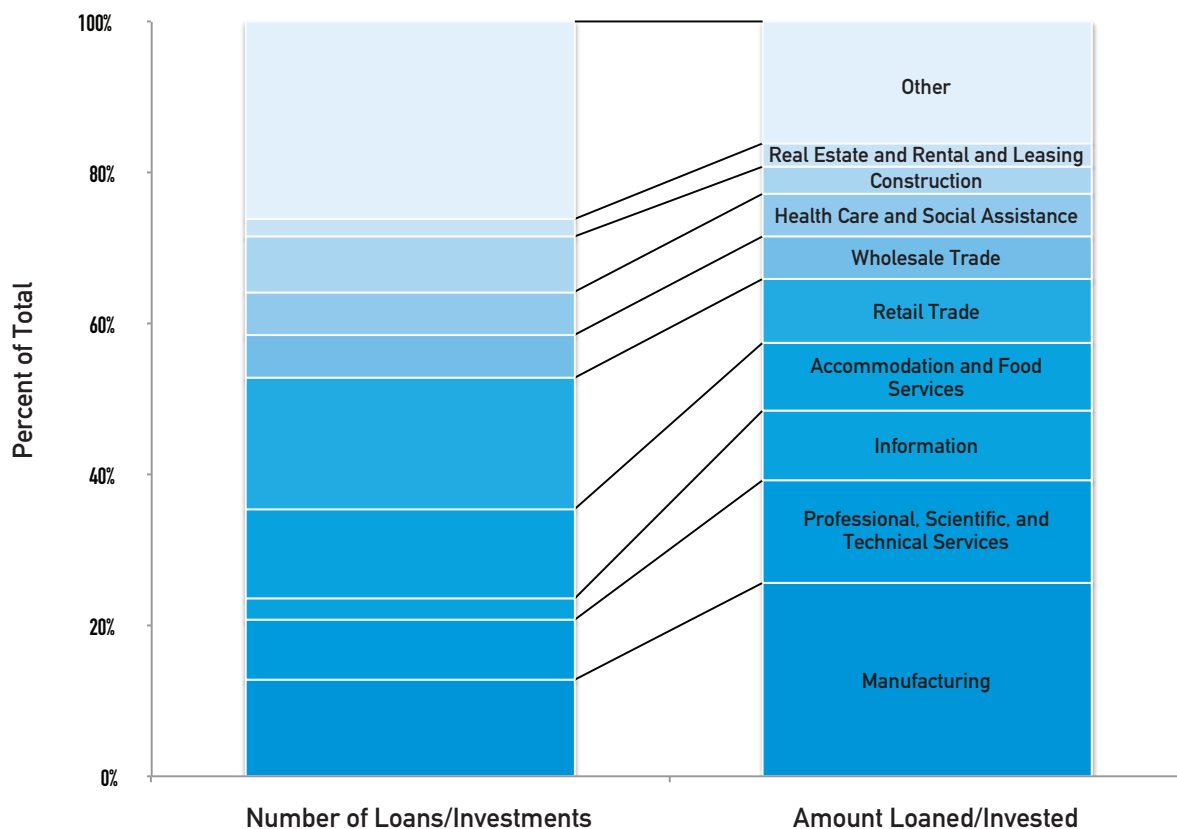 100%
80%
60%
40%
20%
0%
Percent of Total
Other
Real Estate and Rental and Leasing
Construction
Health Care and Social Assistance
Wholesale Trade
Retail Trade
Accommodation and Food
Services
Information
Professional, Scientific, and
Technical Services
Manufacturing
Number of Loans/Investments
Amount Loaned/Invested